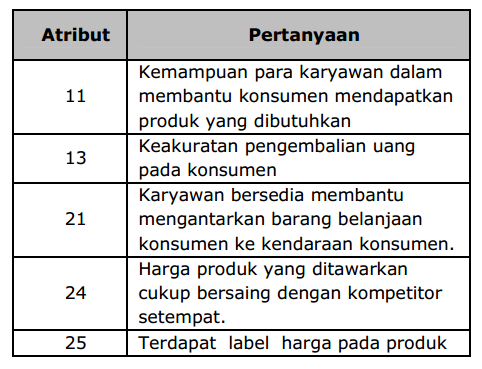 Atribut Pertanyaan
11 Kemampuan para karyawan dalam
membantu konsumen mendapatkan
produk yang dibutuhkan
13 Keakuratan pengembalian uang
pada konsumen
21 Karyawan bersedia membantu
mengantarkan barang belanjaan
konsumen ke kendaraan konsumen.
24 Harga produk yang ditawarkan
cukup bersaing dengan kompetitor
setempat.
25 Terdapat label harga pada produk